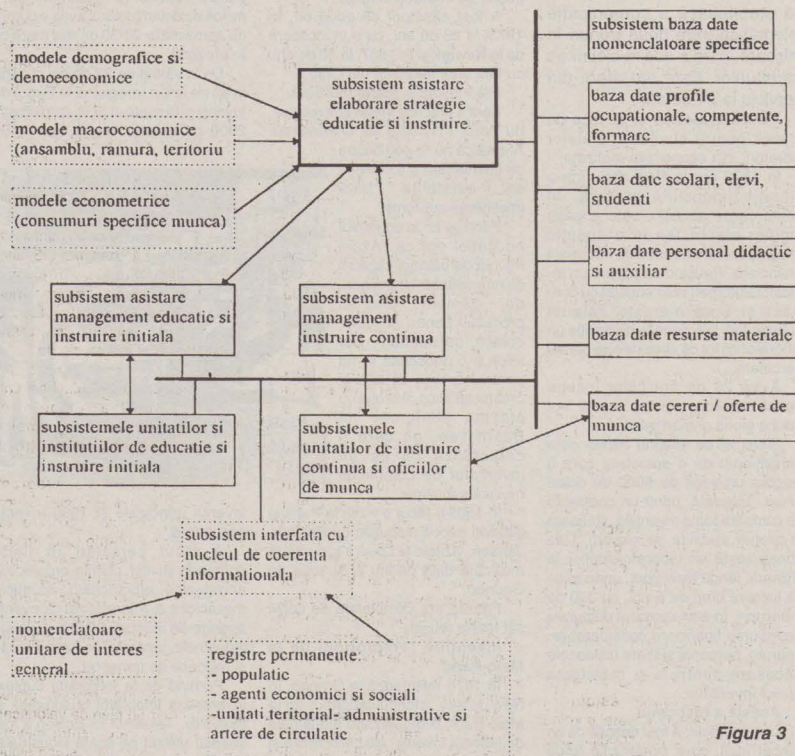 modele demografice si
demoeconomice
modele macroeconomice
(ansamblu, ramura, teritoriu
modele econometrice
(consumuri specifice munca)
subsistem asistare
elaborare strategie
educatie si instruire.
subsistem baza date
nomenclatoare specifice
baza date profile
ocupationale, competente,
formare
baza date scolari, elevi,
studenti
baza date personal didactic
si auxiliar
baza date resurse materiale
baza date cereri / oferte de
munca
subsistem asistare
management educatie si
instruire initiala
subsistem asistare
management
instruire continua
subsistemele unitatilor si
institutiilor de educatie si
instruire initiala
subsistemele
unitatilor de instruire
continua si oficiilor
de munca
subsistem interfata cu
nucleul de coerenta
informationala
nomenclatoare
unitare de interes
general
registre permanente:
- populatie
- agenti economici si sociali
-unitati teritorial- administrative si
artere de circulatie
Figura 3